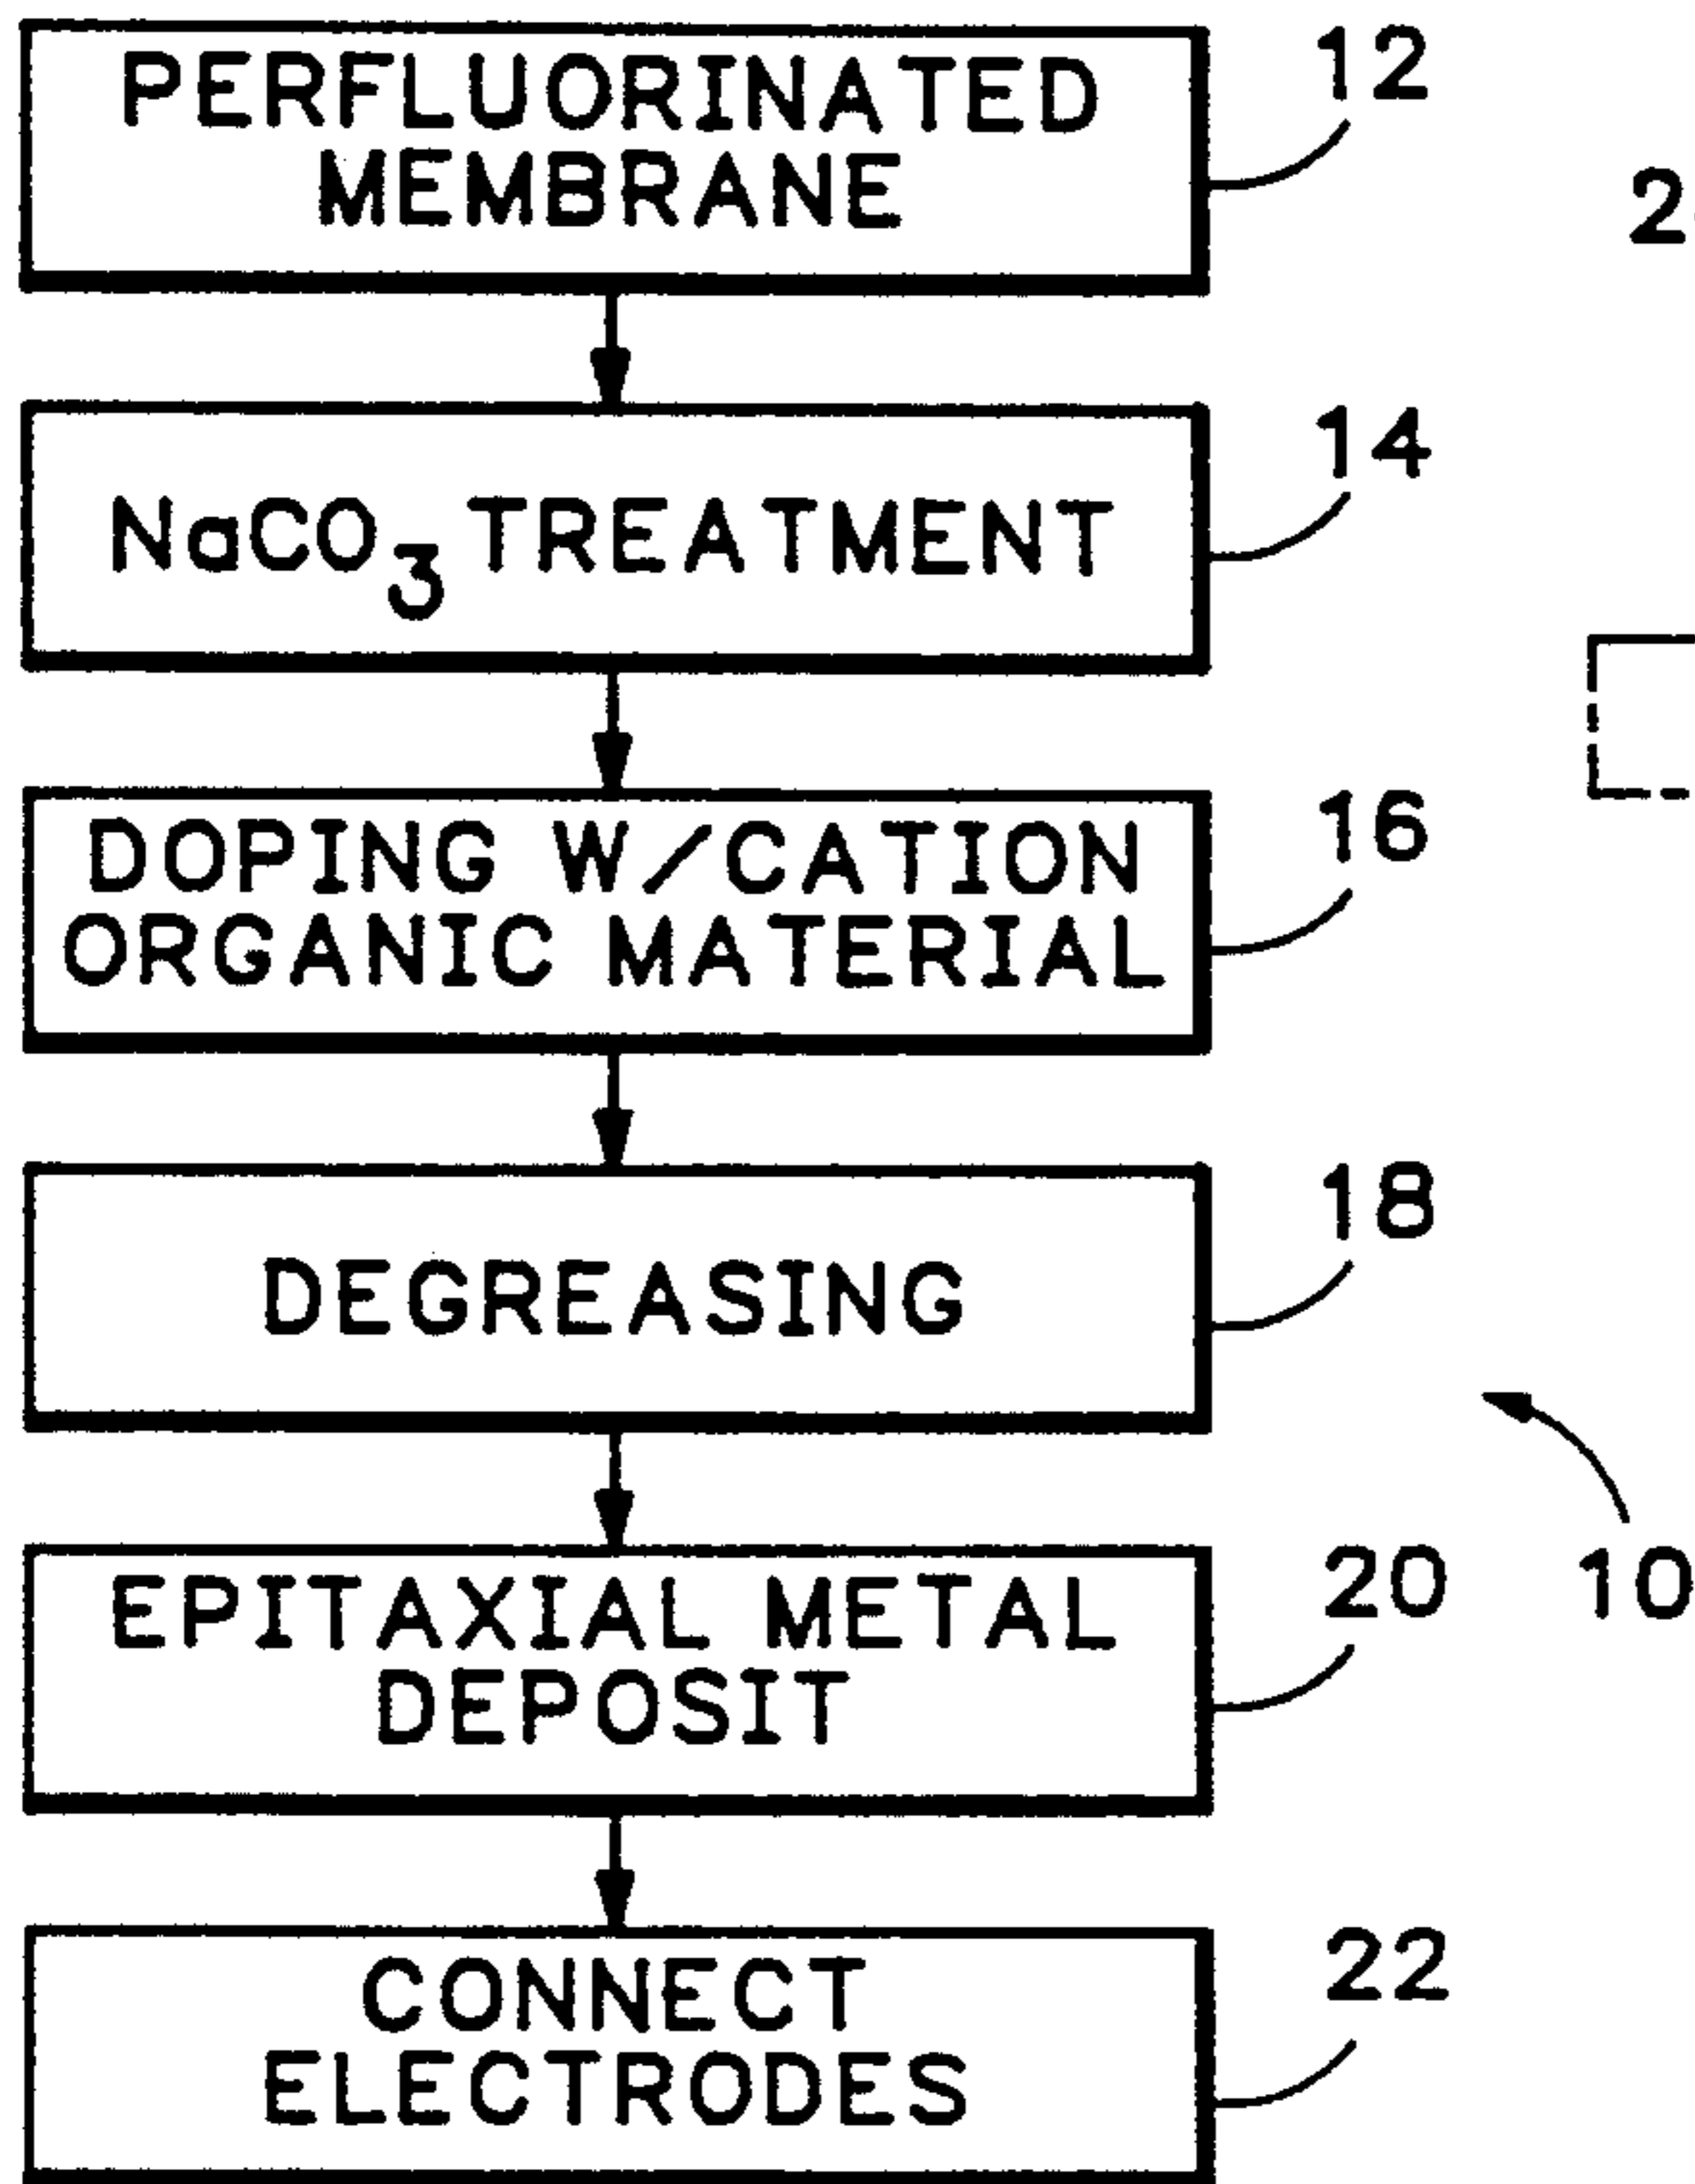 PERFLUORINATED
MEMBRANE
12
NaCO₃ TREATMENT
14
DOPING W/CATION
ORGANIC MATERIAL
16
DEGREASING
18
EPITAXIAL METAL
DEPOSIT
20
10
CONNECT
ELECTRODES
22